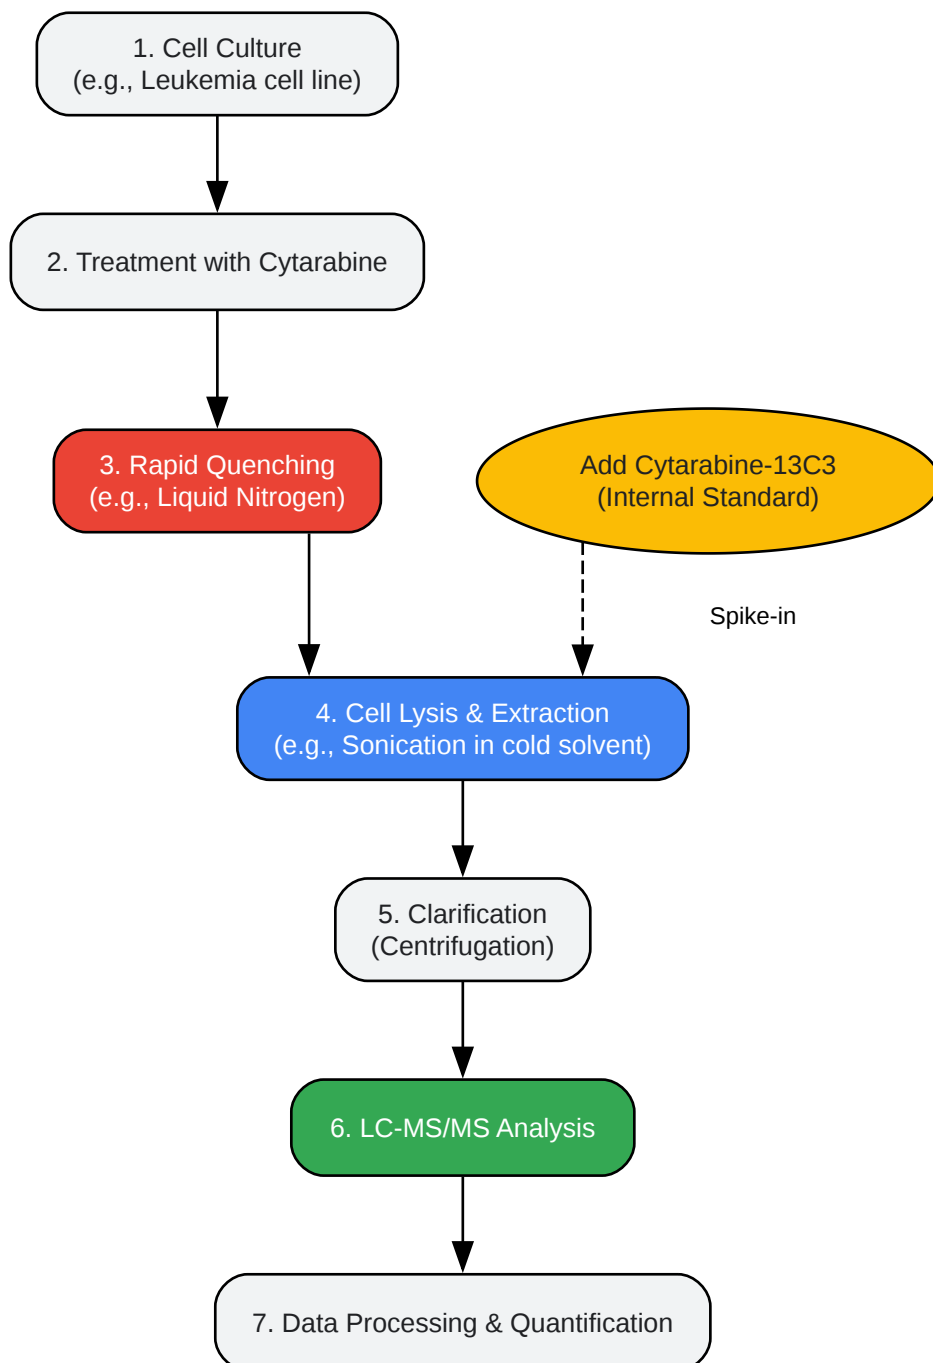 1. Cell Culture
(e.g., Leukemia cell line)
2. Treatment with Cytarabine
3. Rapid Quenching
(e.g., Liquid Nitrogen)
Add Cytarabine-13C3
(Internal Standard)
Spike-in
4. Cell Lysis & Extraction
(e.g., Sonication in cold solvent)
5. Clarification
(Centrifugation)
6. LC-MS/MS Analysis
7. Data Processing & Quantification